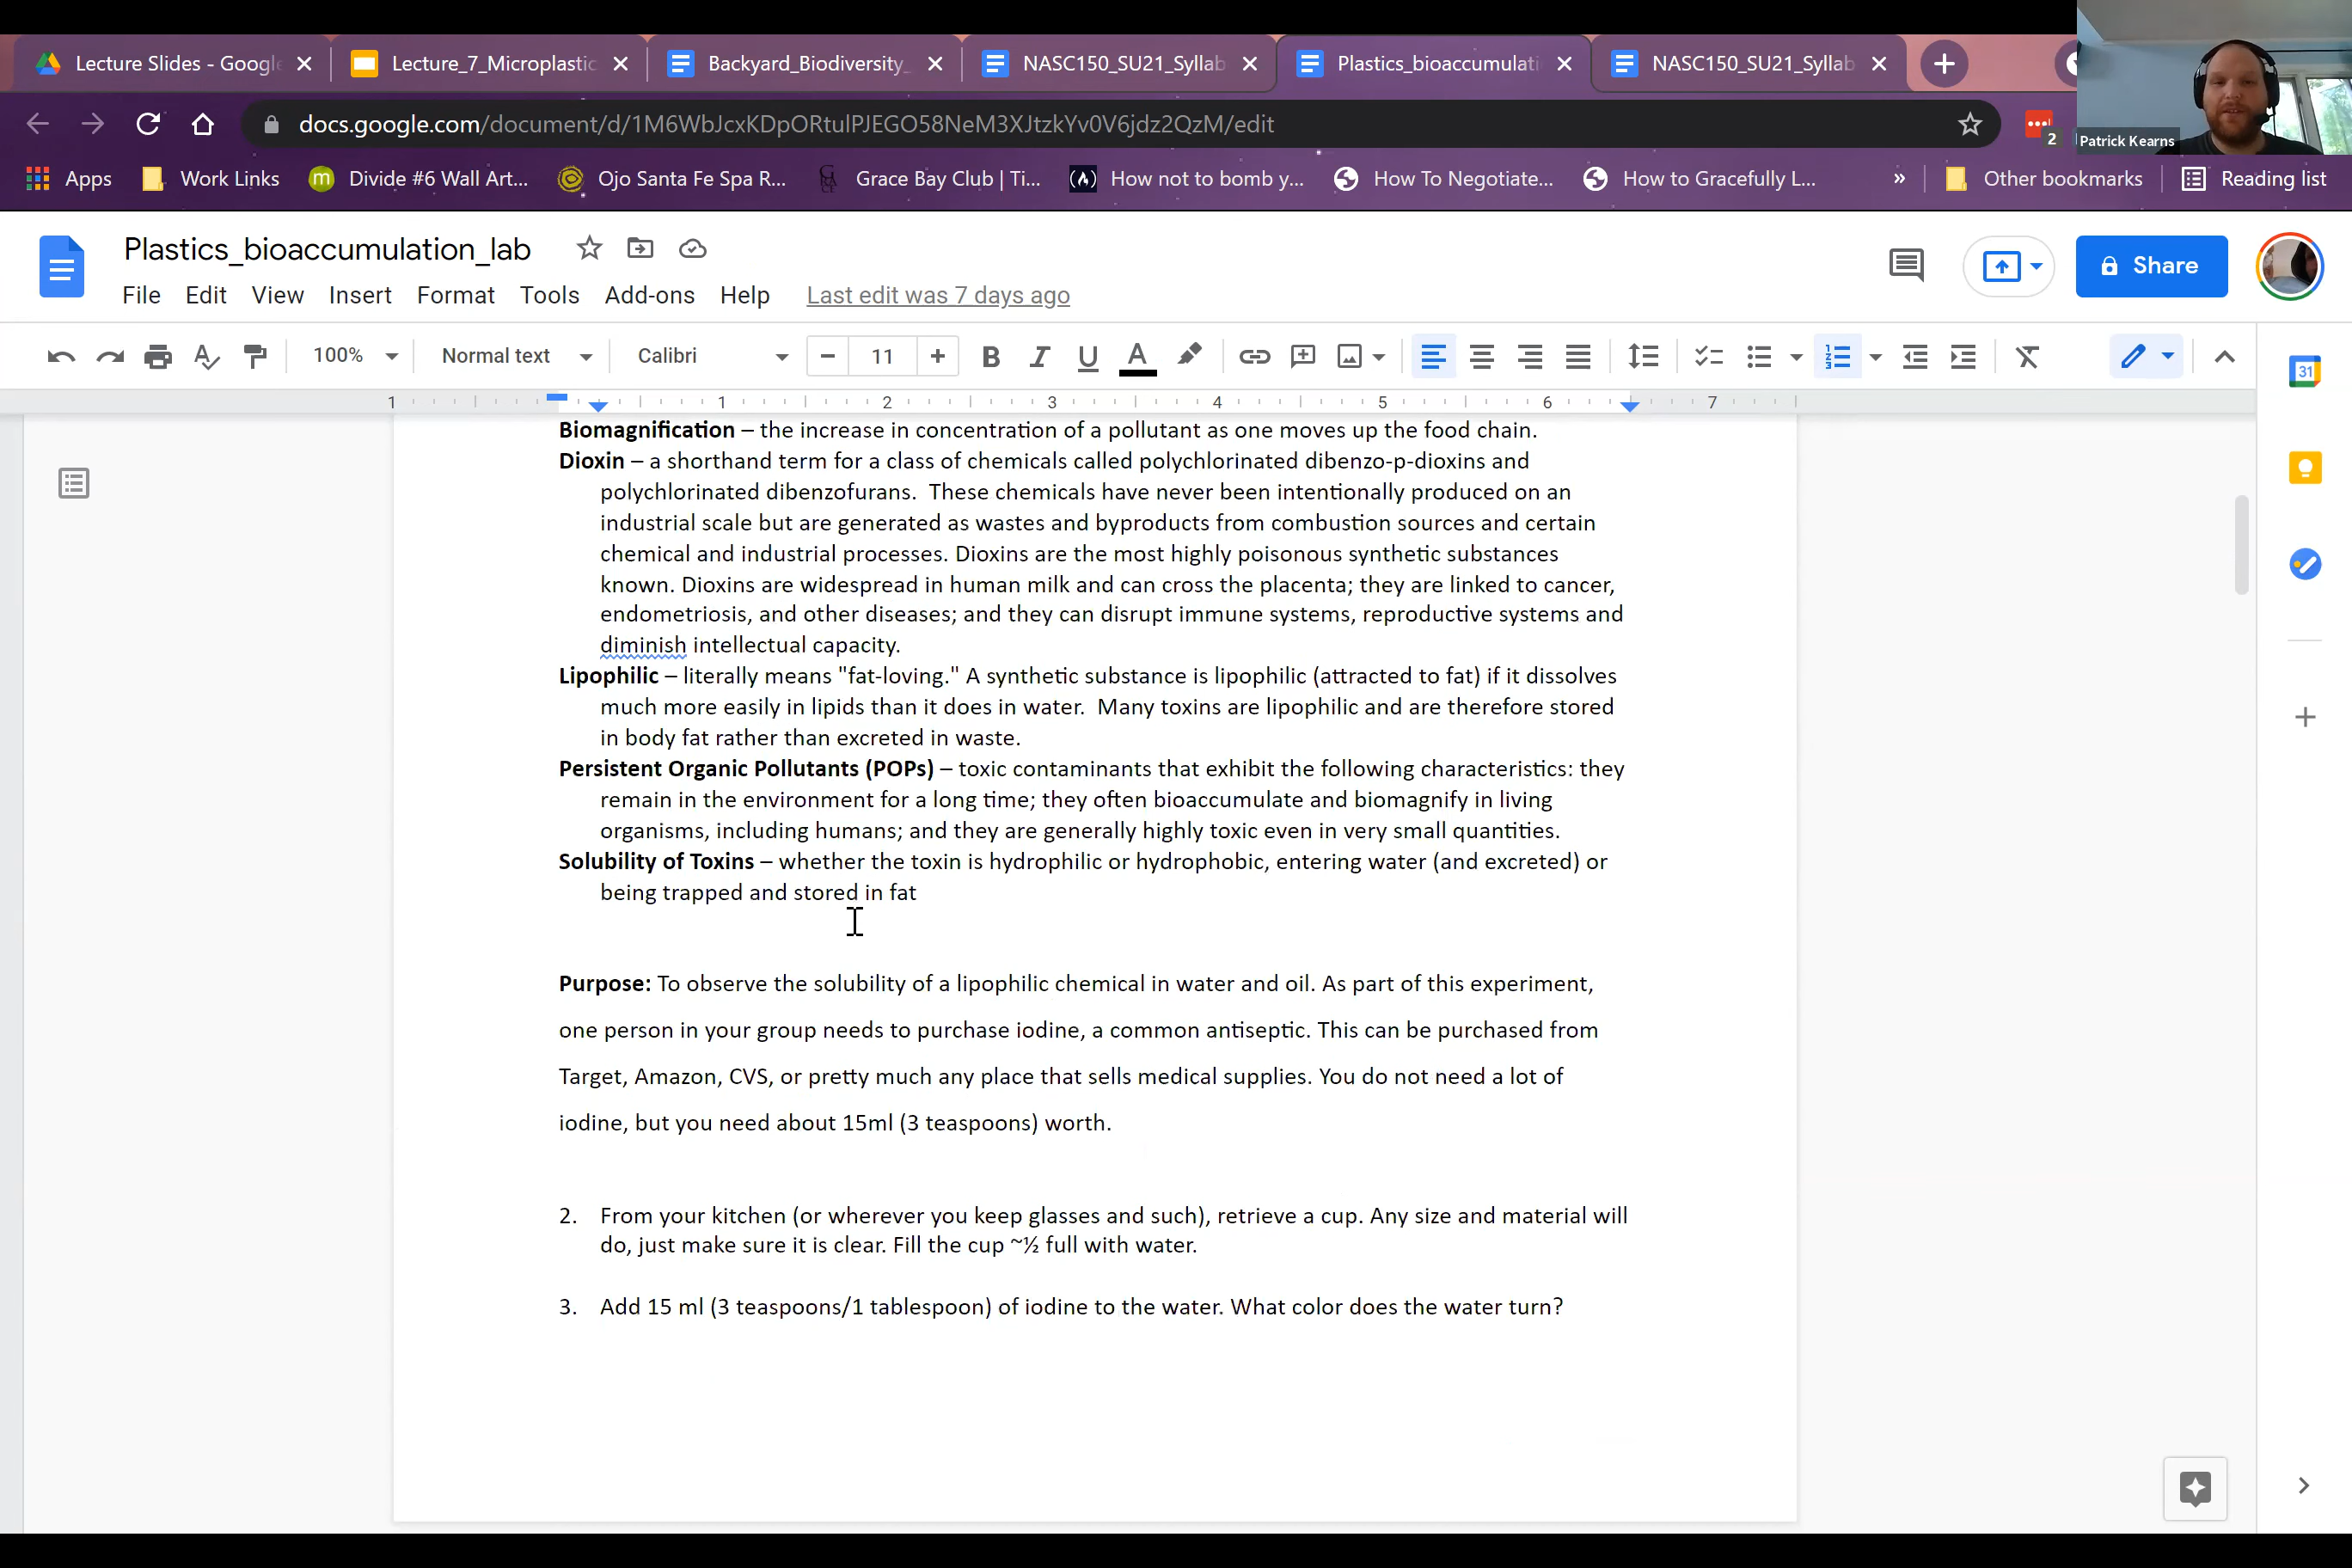 Lecture Slides - Google
Lecture_7_Microplastic
Backyard_Biodiversity_
NASC150_SU21_Syllab
Plastics_bioaccumulati
NASC150_SU21_Syllab
docs.google.com/document/d/1M6WbJcxKDpORtulPJEGO58NeM3XJtzkYv0V6jdz2QzM/edit
2
Patrick Kearns
Apps
Work Links
Divide #6 Wall Art...
Ojo Santa Fe Spa R...
Grace Bay Club | Ti...
How not to bomb y...
How To Negotiate...
How to Gracefully L...
»
Other bookmarks
Reading list
Plastics_bioaccumulation_lab
File Edit View Insert Format Tools Add-ons Help Last edit was 7 days ago
Share
100% Normal text Calibri 11
1 1 2 3 4 5 6 7
31
Biomagnification – the increase in concentration of a pollutant as one moves up the food chain.
Dioxin – a shorthand term for a class of chemicals called polychlorinated dibenzo-p-dioxins and
polychlorinated dibenzofurans.  These chemicals have never been intentionally produced on an
industrial scale but are generated as wastes and byproducts from combustion sources and certain
chemical and industrial processes. Dioxins are the most highly poisonous synthetic substances
known. Dioxins are widespread in human milk and can cross the placenta; they are linked to cancer,
endometriosis, and other diseases; and they can disrupt immune systems, reproductive systems and
diminish intellectual capacity.
Lipophilic – literally means "fat-loving." A synthetic substance is lipophilic (attracted to fat) if it dissolves
much more easily in lipids than it does in water.  Many toxins are lipophilic and are therefore stored
in body fat rather than excreted in waste.
Persistent Organic Pollutants (POPs) – toxic contaminants that exhibit the following characteristics: they
remain in the environment for a long time; they often bioaccumulate and biomagnify in living
organisms, including humans; and they are generally highly toxic even in very small quantities.
Solubility of Toxins – whether the toxin is hydrophilic or hydrophobic, entering water (and excreted) or
being trapped and stored in fat
Purpose: To observe the solubility of a lipophilic chemical in water and oil. As part of this experiment,
one person in your group needs to purchase iodine, a common antiseptic. This can be purchased from
Target, Amazon, CVS, or pretty much any place that sells medical supplies. You do not need a lot of
iodine, but you need about 15ml (3 teaspoons) worth.
2. From your kitchen (or wherever you keep glasses and such), retrieve a cup. Any size and material will
do, just make sure it is clear. Fill the cup ~½ full with water.
3. Add 15 ml (3 teaspoons/1 tablespoon) of iodine to the water. What color does the water turn?